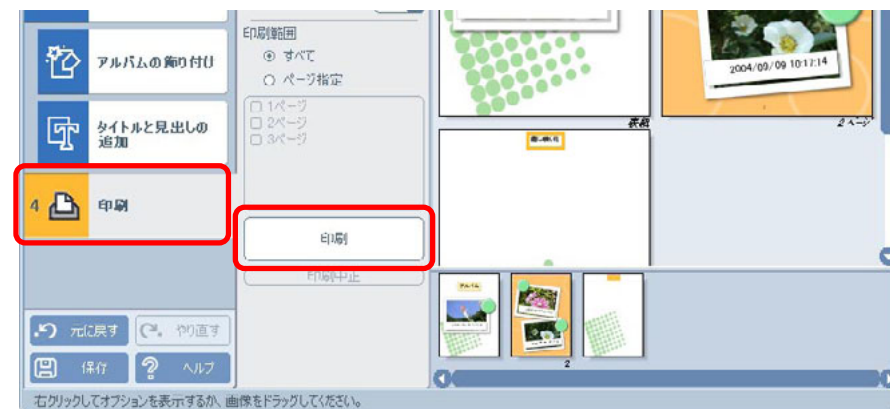 アルバムの飾り付け
タイトルと見出しの
追加
4 印刷
元に戻す
やり直す
保存
ヘルプ
印刷範囲
すべて
ページ指定
1ページ
2ページ
3ページ
印刷
印刷中止
2004/09/09 10:17:14
表紙
2 ページ
アルバム
2
右クリックしてオプションを表示するか、画像をドラッグしてください。